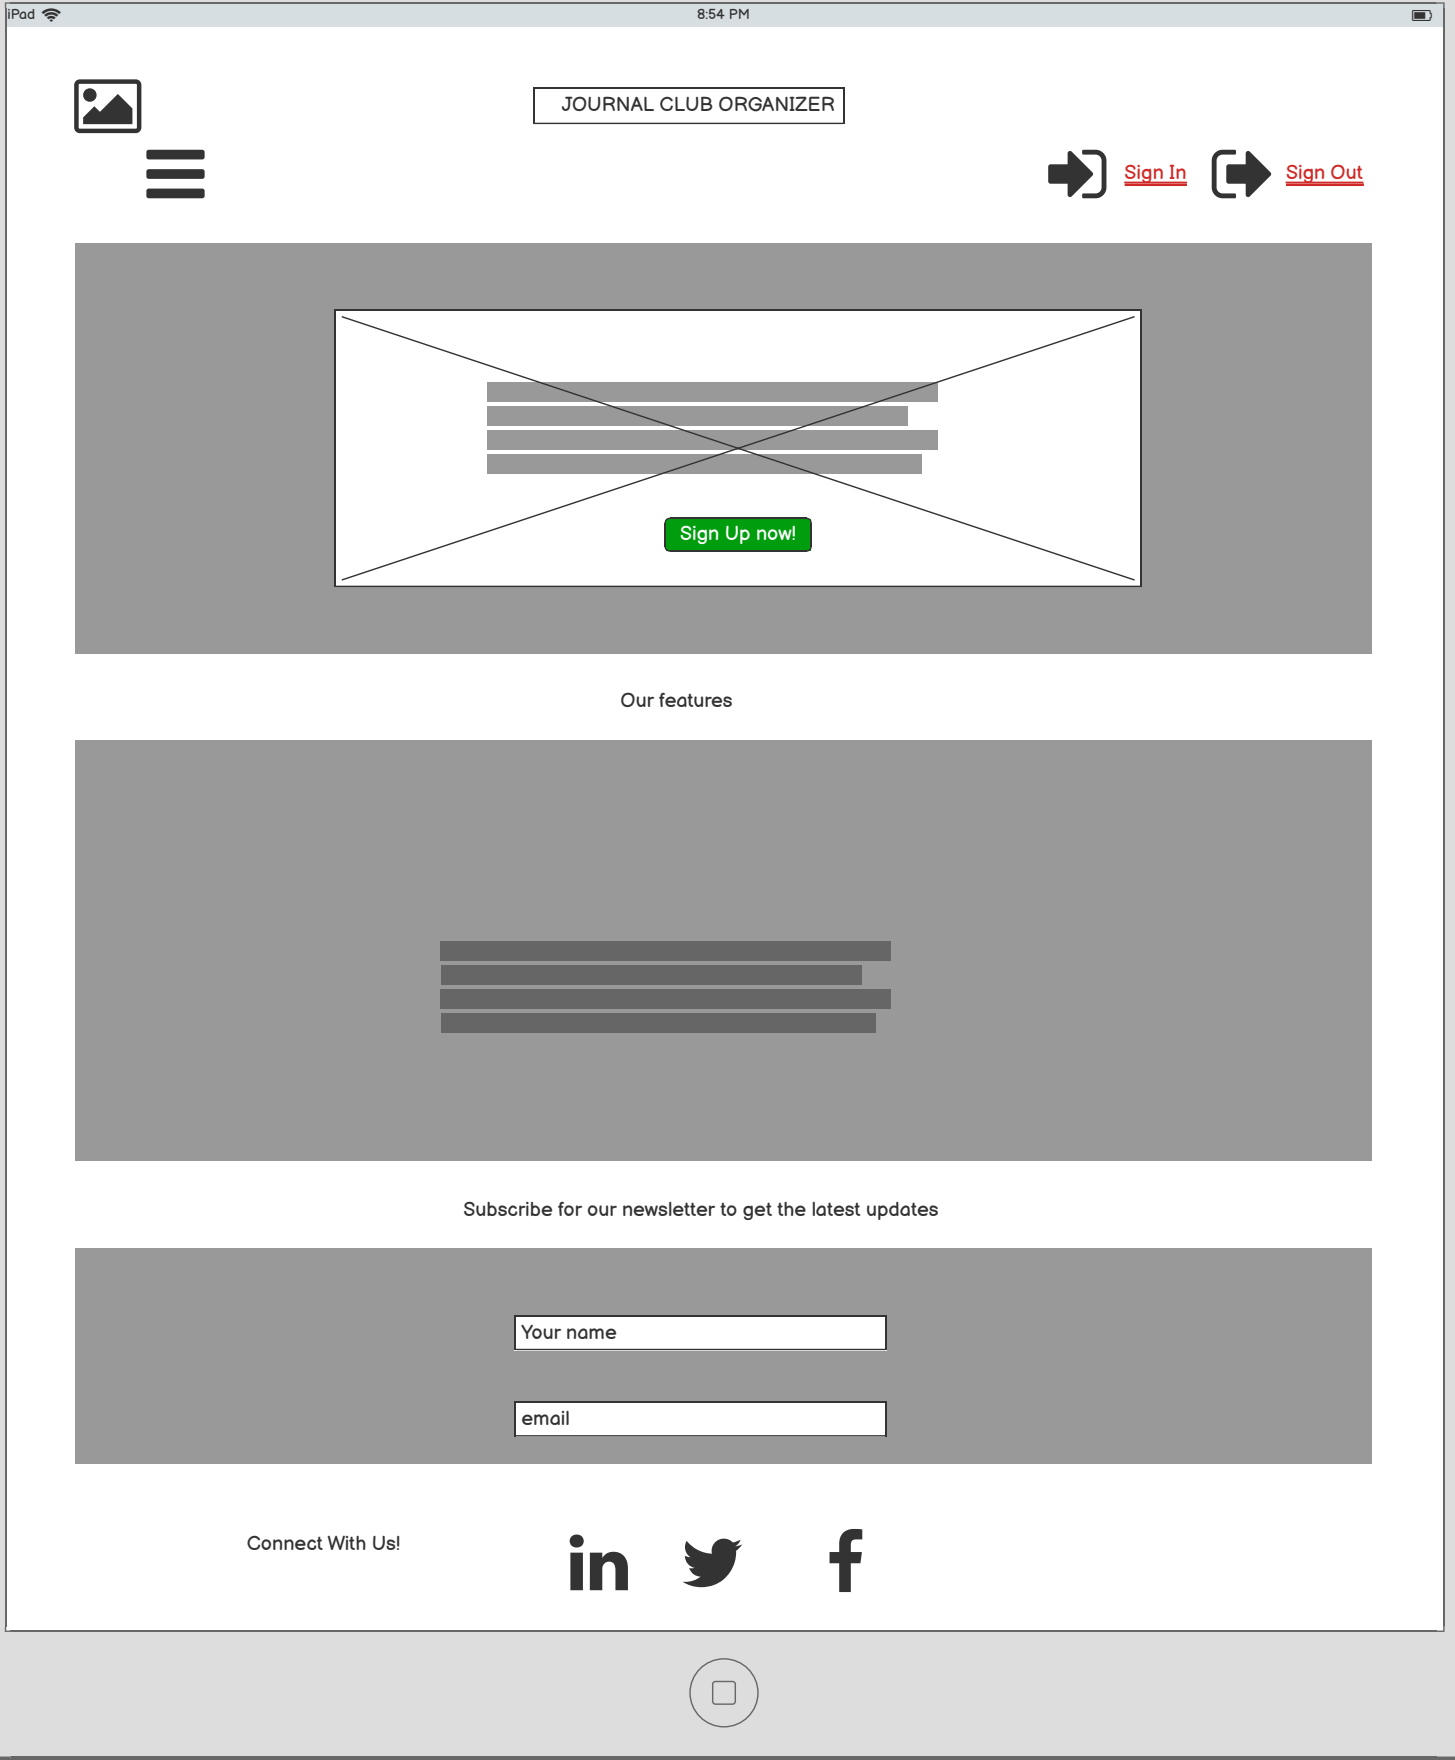 iPad
8:54 PM
JOURNAL CLUB ORGANIZER
Sign In
Sign Out
Sign Up now!
Our features
Subscribe for our newsletter to get the latest updates
Your name
email
Connect With Us!